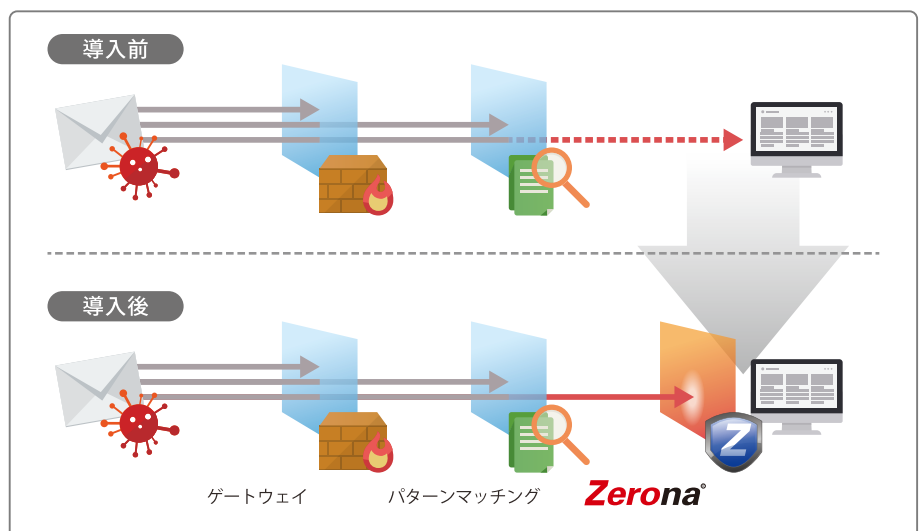 導入前
導入後
ゲートウェイ
パターンマッチング
Zerona®
Z